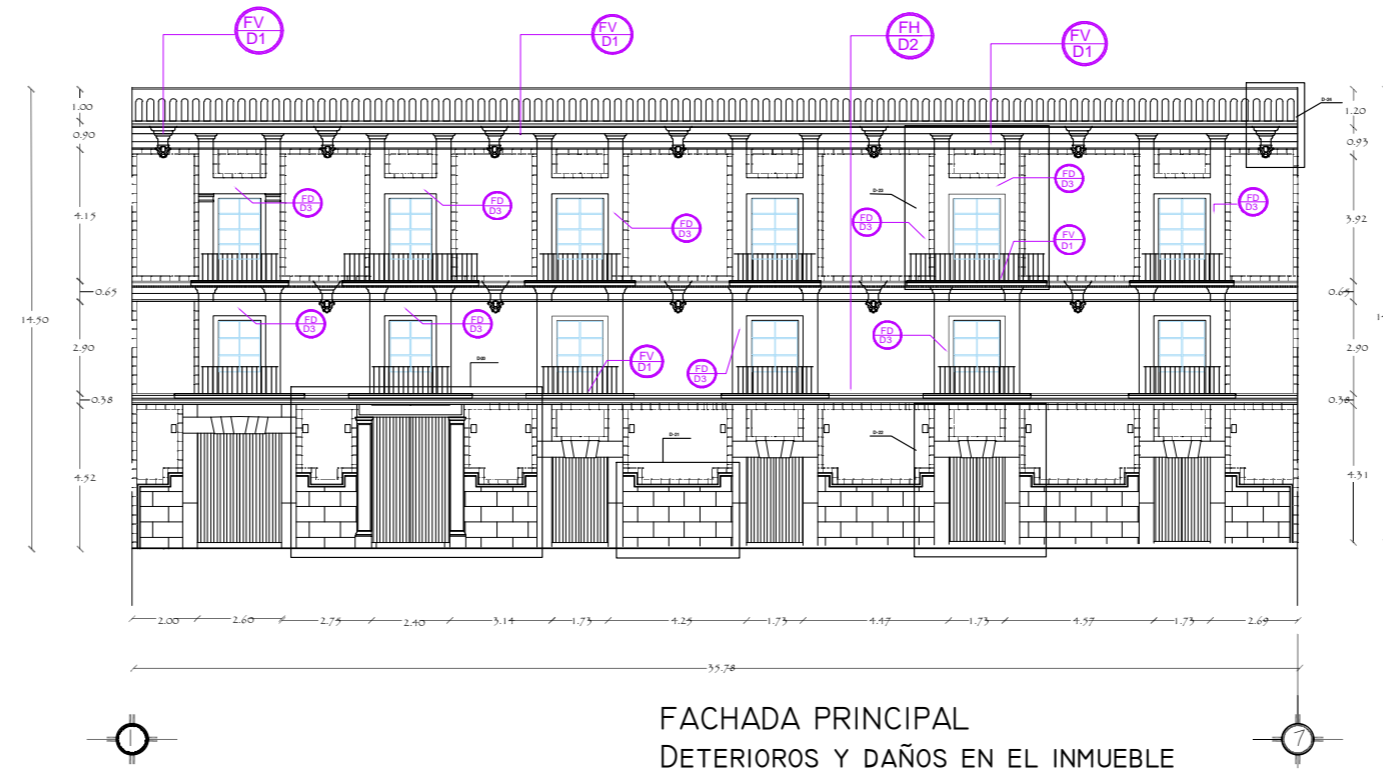 FV
D1
FV
D1
FH
D2
FV
D1
1.00
0.90
4.15
0.65
2.90
0.38
4.52
14.50
1.20
0.93
3.92
0.65
2.90
0.38
4.31
FD
D3
FD
D3
FD
D3
FD
D3
FD
D3
FD
D3
FV
D1
FD
D3
FD
D3
FV
D1
FD
D3
FD
D3
2.00
2.60
2.75
2.40
3.14
1.73
4.25
1.73
4.47
1.73
4.57
1.73
2.69
35.78
FACHADA PRINCIPAL
DETERIOROS Y DAÑOS EN EL INMUEBLE
1
7